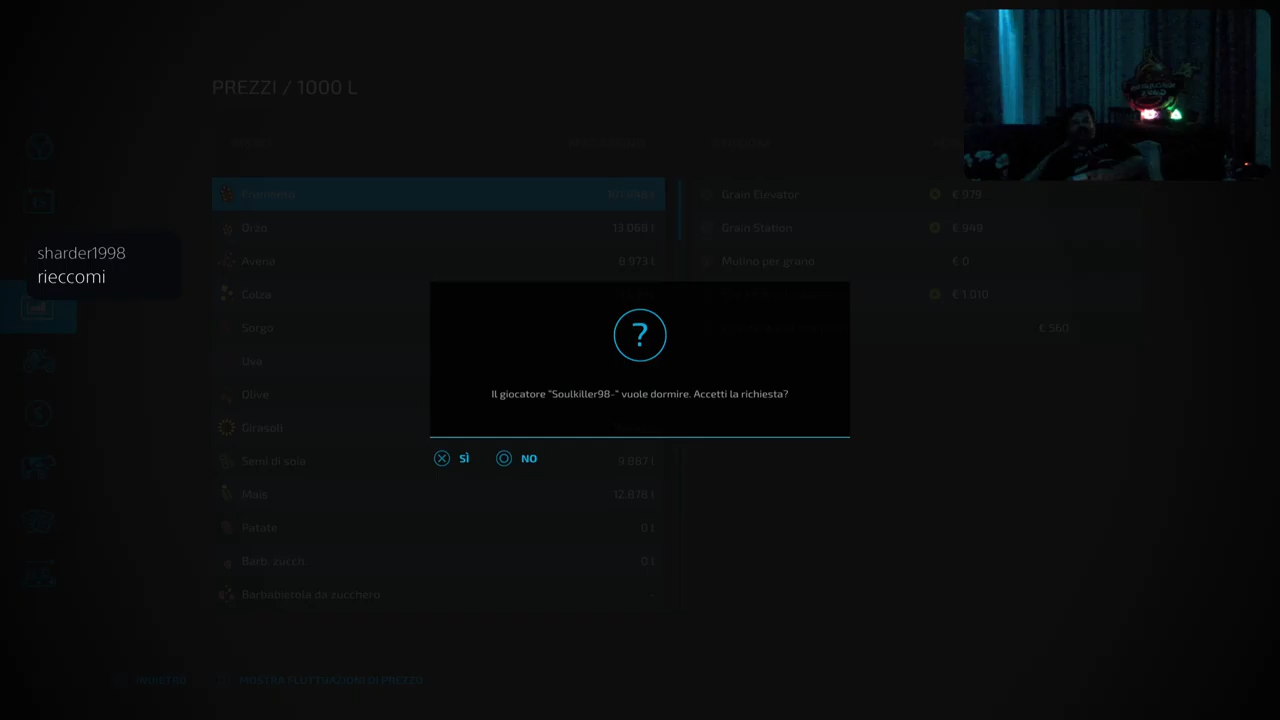 PREZZI / 1000 L
Grain Elevator € 979
Orzo 13.068 l Grain Station € 949
sharder1998
rieccomi
Avena 8.973 l Mulino per grano € 0
Colza € 1.010
Sorgo € 560
Uva
Olive
Il giocatore "Soulkiller98-" vuole dormire. Accetti la richiesta?
Girasoli
SÌ NO
Semi di soia 9.887 l
Mais 12.878 l
Patate 0 l
Barb. zucch 0 l
Barbabietola da zucchero -
MOSTRA FLUTTUAZIONI DI PREZZO